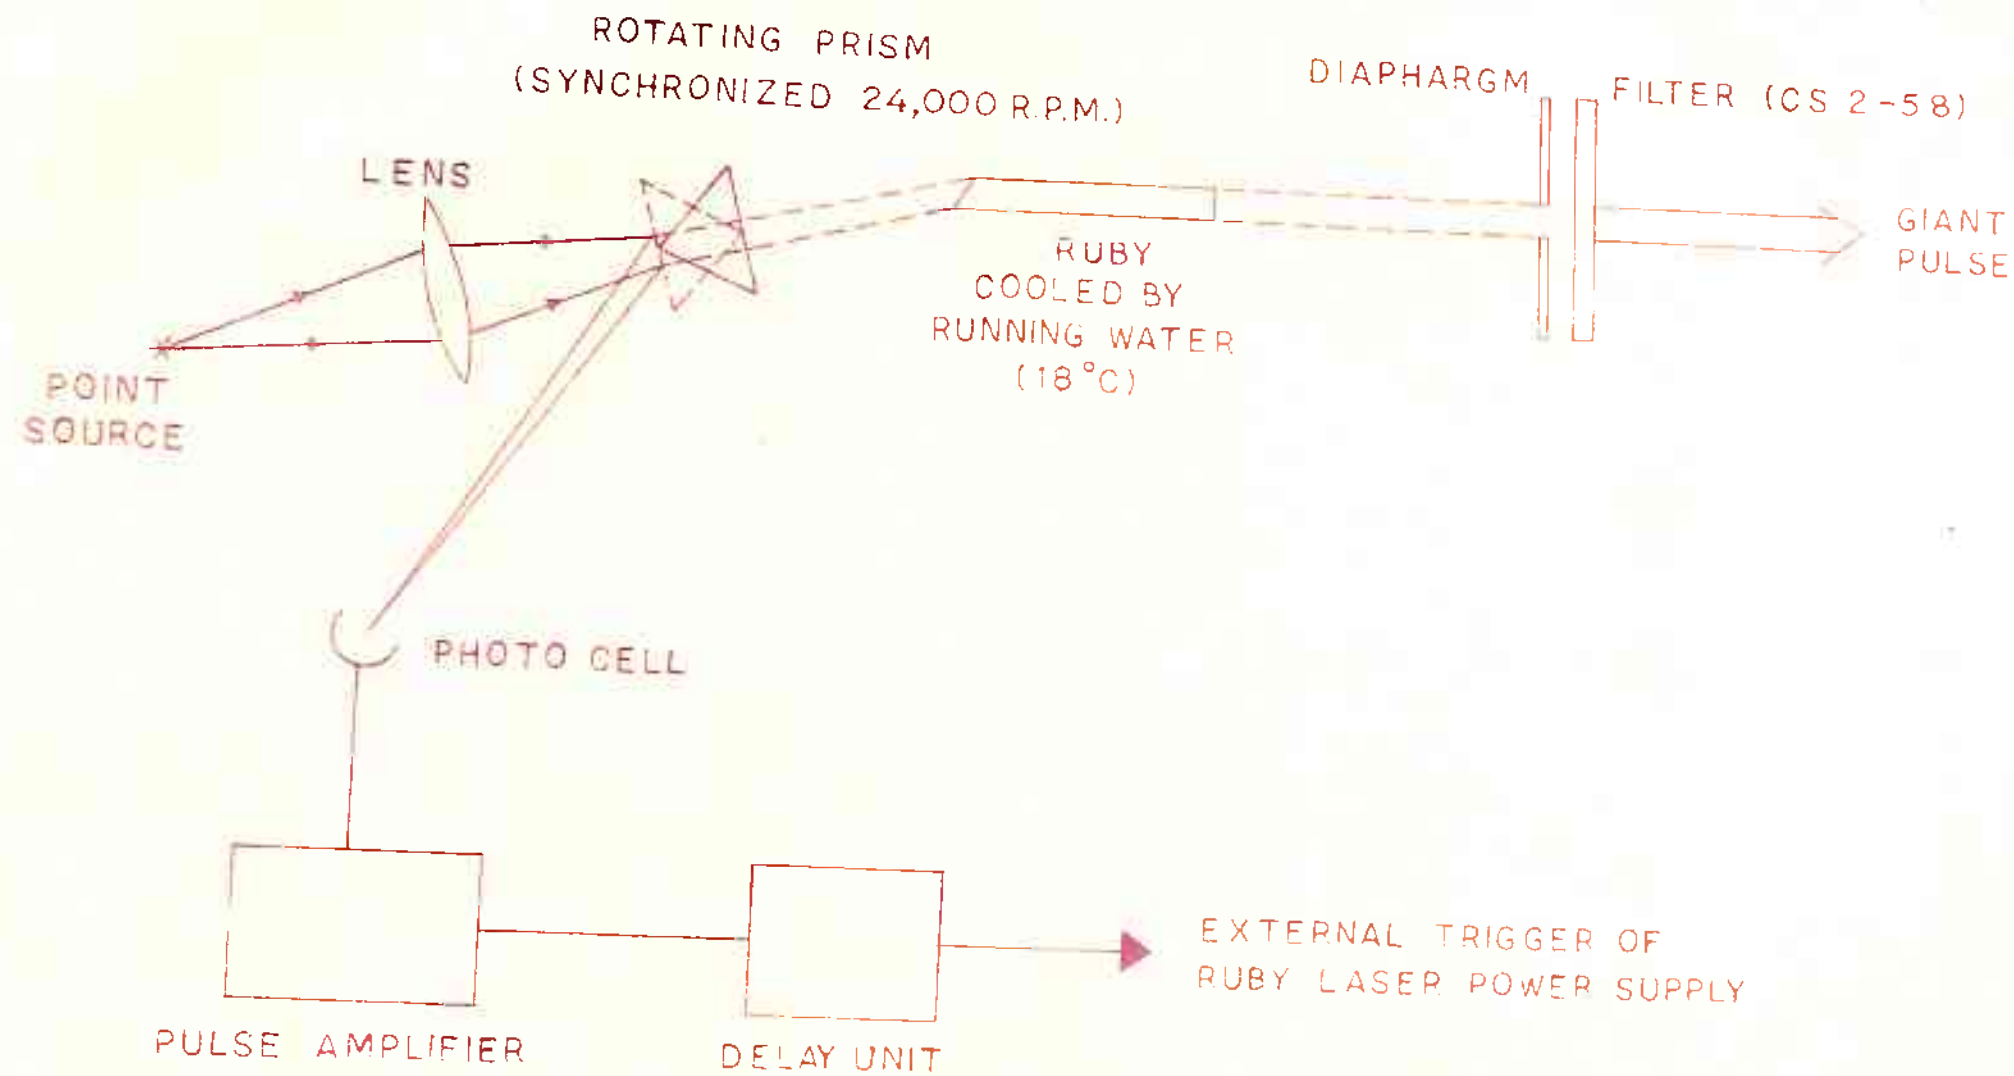 ROTATING PRISM
(SYNCHRONIZED 24,000 R.P.M.)
DIAPHARGM
FILTER (CS 2-58)
LENS
GIANT
PULSE
RUBY
COOLED BY
RUNNING WATER
(18°C)
POINT
SOURCE
PHOTO CELL
EXTERNAL TRIGGER OF
RUBY LASER POWER SUPPLY
PULSE AMPLIFIER
DELAY UNIT